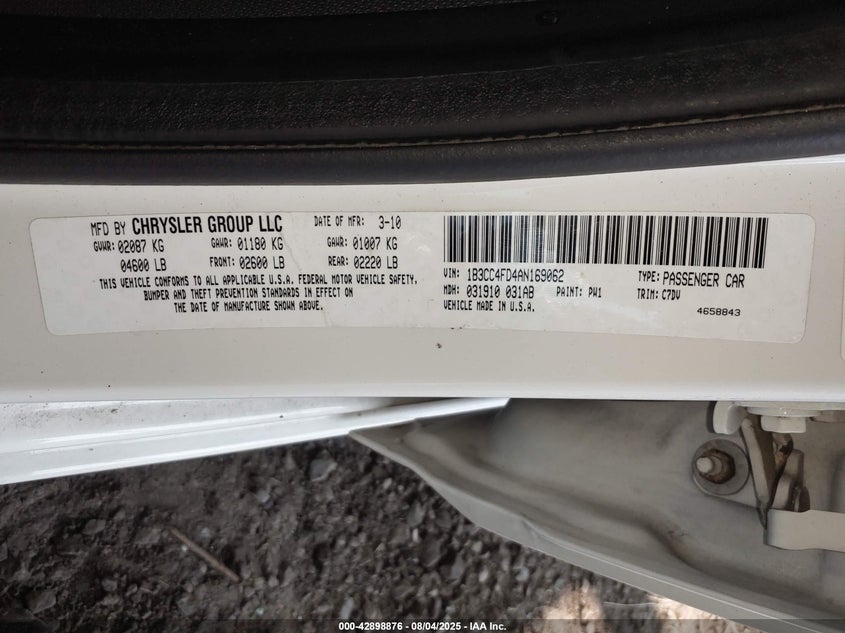 MFD BY CHRYSLER GROUP LLC DATE OF MFR: 3-10
GVWR: 02087 KG GAWR: 01180 KG GAWR: 01007 KG
04600 LB FRONT: 02600 LB REAR: 02220 LB
THIS VEHICLE CONFORMS TO ALL APPLICABLE U.S.A. FEDERAL MOTOR VEHICLE SAFETY,
BUMPER AND THEFT PREVENTION STANDARDS IN EFFECT ON
THE DATE OF MANUFACTURE SHOWN ABOVE.
VIN: 1B3CC4FD4AN169062 TYPE: PASSENGER CAR
MDH: 031910 031AB PAINT: PW1 TRIM: C7DV
VEHICLE MADE IN U.S.A.
4658843
000-42898876 - 08/04/2025 - IAA Inc.